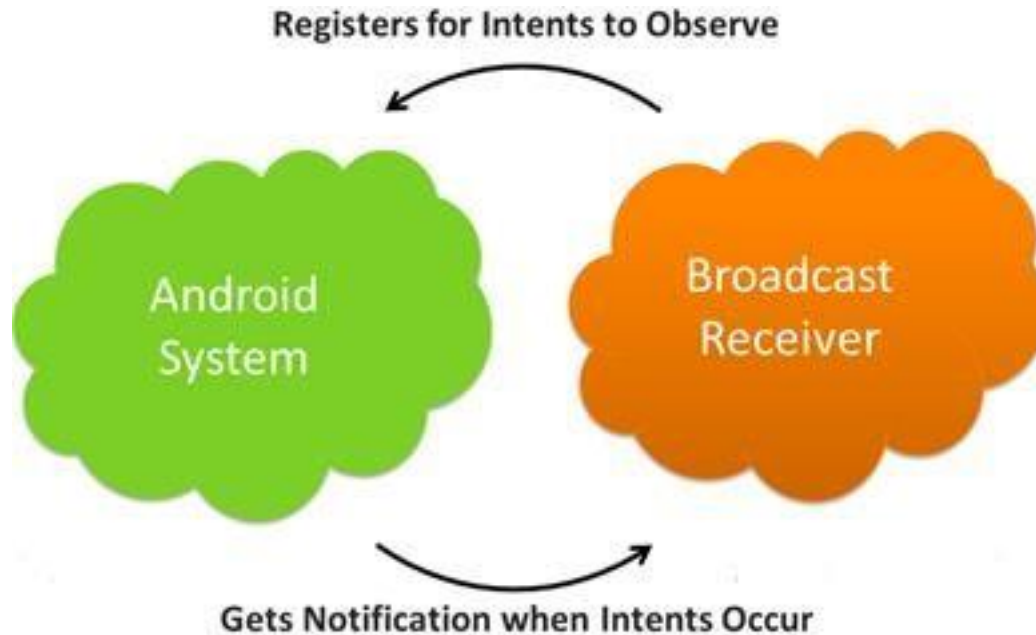 Registers for Intents to Observe
Android
System
Broadcast
Receiver
Gets Notification when Intents Occur